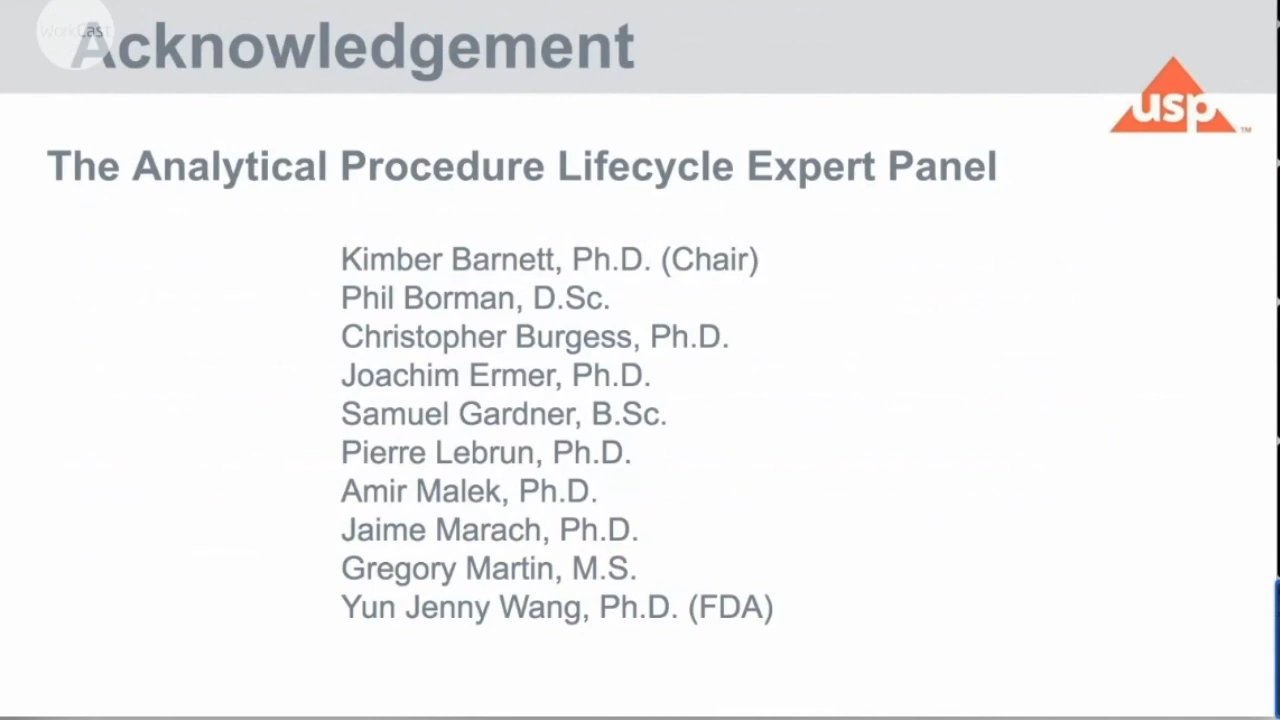 WorkCast
Acknowledgement
usp TM
The Analytical Procedure Lifecycle Expert Panel
Kimber Barnett, Ph.D. (Chair)
Phil Borman, D.Sc.
Christopher Burgess, Ph.D.
Joachim Ermer, Ph.D.
Samuel Gardner, B.Sc.
Pierre Lebrun, Ph.D.
Amir Malek, Ph.D.
Jaime Marach, Ph.D.
Gregory Martin, M.S.
Yun Jenny Wang, Ph.D. (FDA)